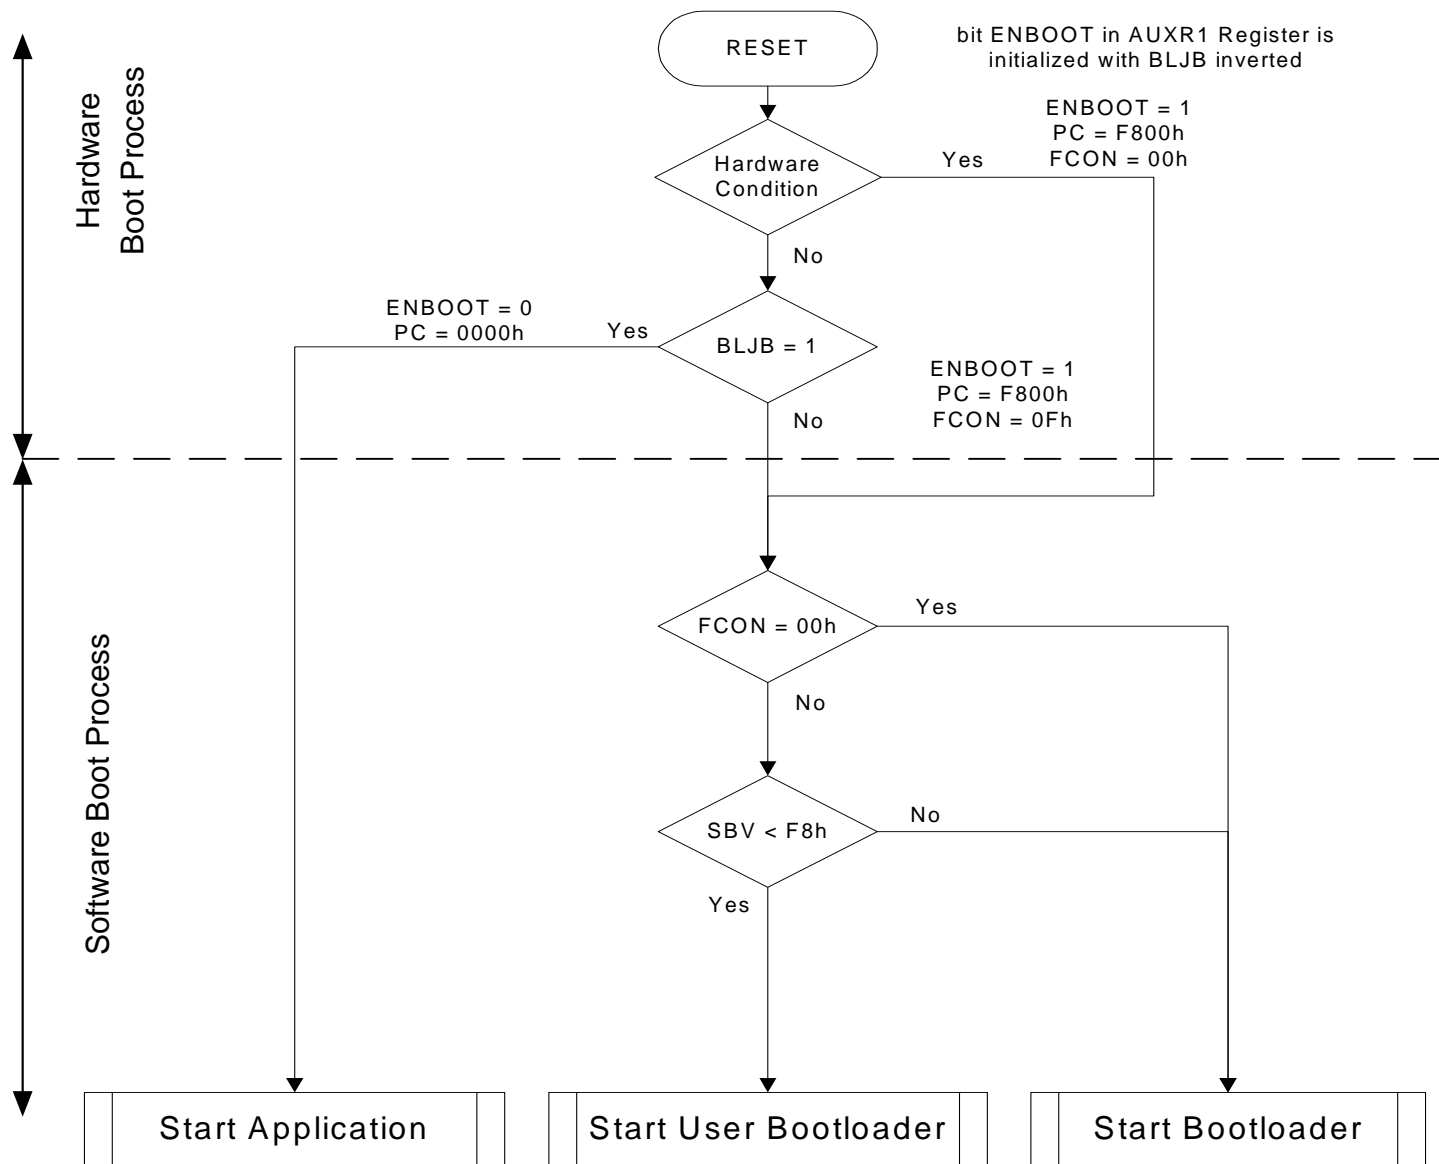 RESET
bit ENBOOT in AUXR1 Register is
initialized with BLJB inverted
Hardware
Boot Process
ENBOOT = 1
PC = F800h
FCON = 00h
Hardware
Condition
Yes
No
ENBOOT = 0
PC = 0000h
Yes
BLJB = 1
ENBOOT = 1
PC = F800h
FCON = 0Fh
No
Software Boot Process
FCON = 00h
Yes
No
SBV < F8h
No
Yes
Start Application
Start User Bootloader
Start Bootloader